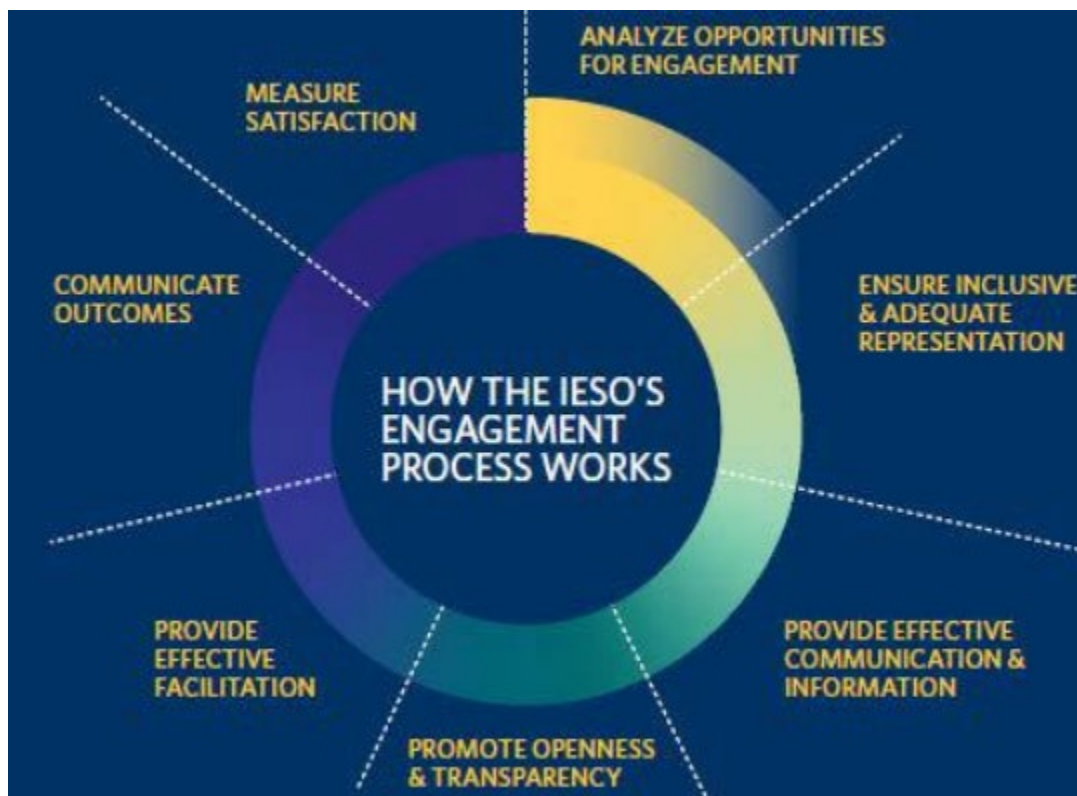 ANALYZE OPPORTUNITIES
FOR ENGAGEMENT
ENSURE INCLUSIVE
& ADEQUATE
REPRESENTATION
PROVIDE EFFECTIVE
COMMUNICATION &
INFORMATION
PROMOTE OPENNESS
& TRANSPARENCY
PROVIDE
EFFECTIVE
FACILITATION
COMMUNICATE
OUTCOMES
MEASURE
SATISFACTION
HOW THE IESO'S
ENGAGEMENT
PROCESS WORKS